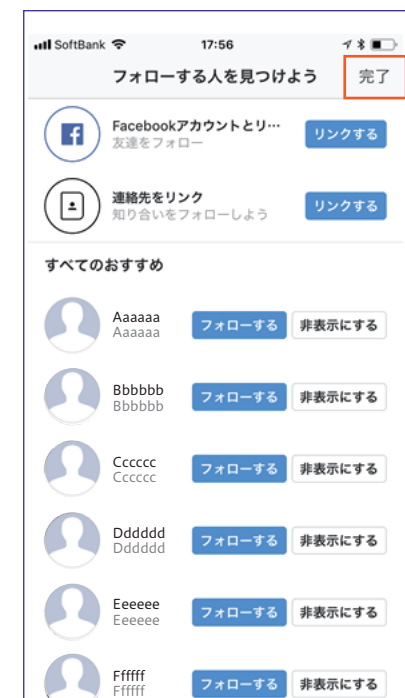 SoftBank 17:56
フォローする人を見つけよう 完了
Facebookアカウントとリ… リンクする
友達をフォロー
連絡先をリンク リンクする
知り合いをフォローしよう
すべてのおすすめ
Aaaaaa フォローする 非表示にする
Aaaaaa
Bbbbbb フォローする 非表示にする
Bbbbbb
Cccccc フォローする 非表示にする
Cccccc
Dddddd フォローする 非表示にする
Dddddd
Eeeeee フォローする 非表示にする
Eeeeee
Ffffff フォローする 非表示にする
Ffffff